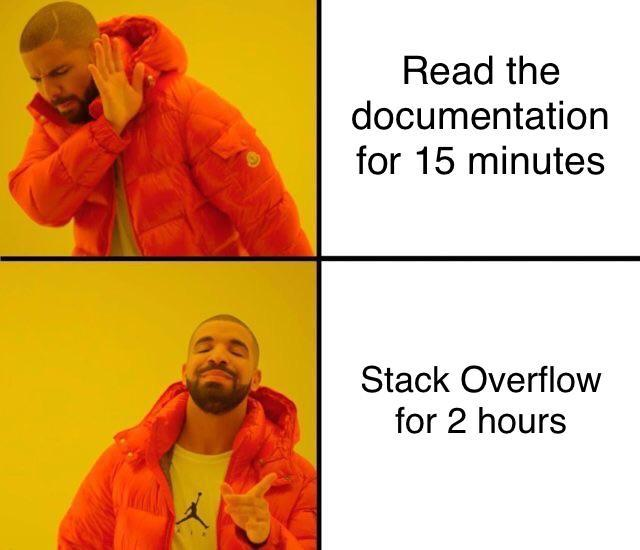 Read the
documentation
for 15 minutes
Stack Overflow
for 2 hours